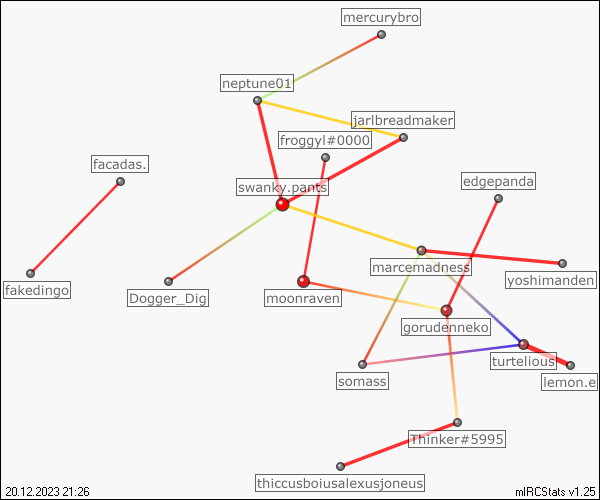 mercurybro
neptune01
jarlbreadmaker
froggyl#0000
facadas.
swanky.pants
edgepanda
marcemadness
yoshimanden
fakedingo
Dogger_Dig
moonraven
gorudenneko
turtelious
somass
lemon.e
Thinker#5995
thiccusboiusalexusjoneus
20.12.2023 21:26
mIRCStats v1.25